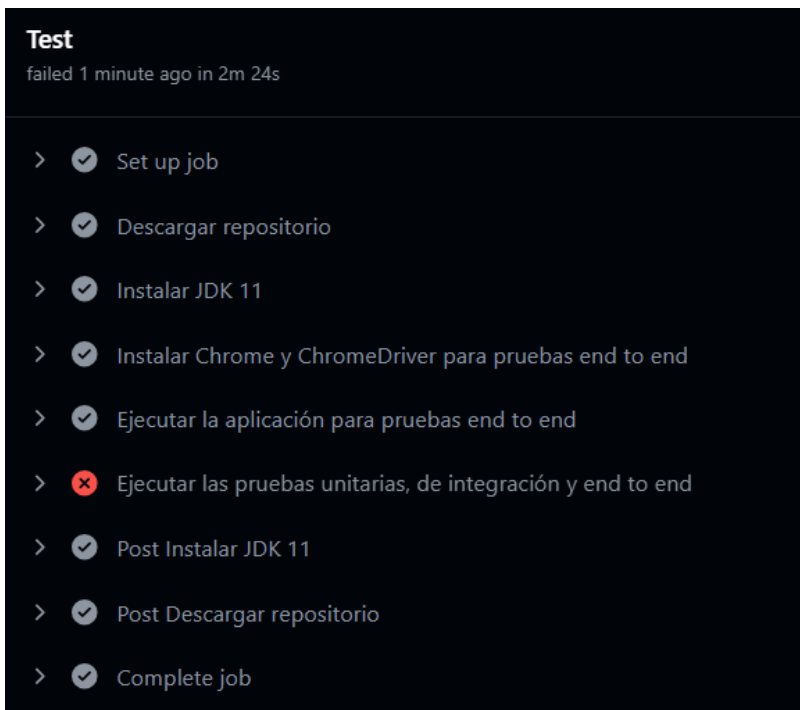 Test
failed 1 minute ago in 2m 24s
Set up job
Descargar repositorio
Instalar JDK 11
Instalar Chrome y ChromeDriver para pruebas end to end
Ejecutar la aplicación para pruebas end to end
Ejecutar las pruebas unitarias, de integración y end to end
Post Instalar JDK 11
Post Descargar repositorio
Complete job